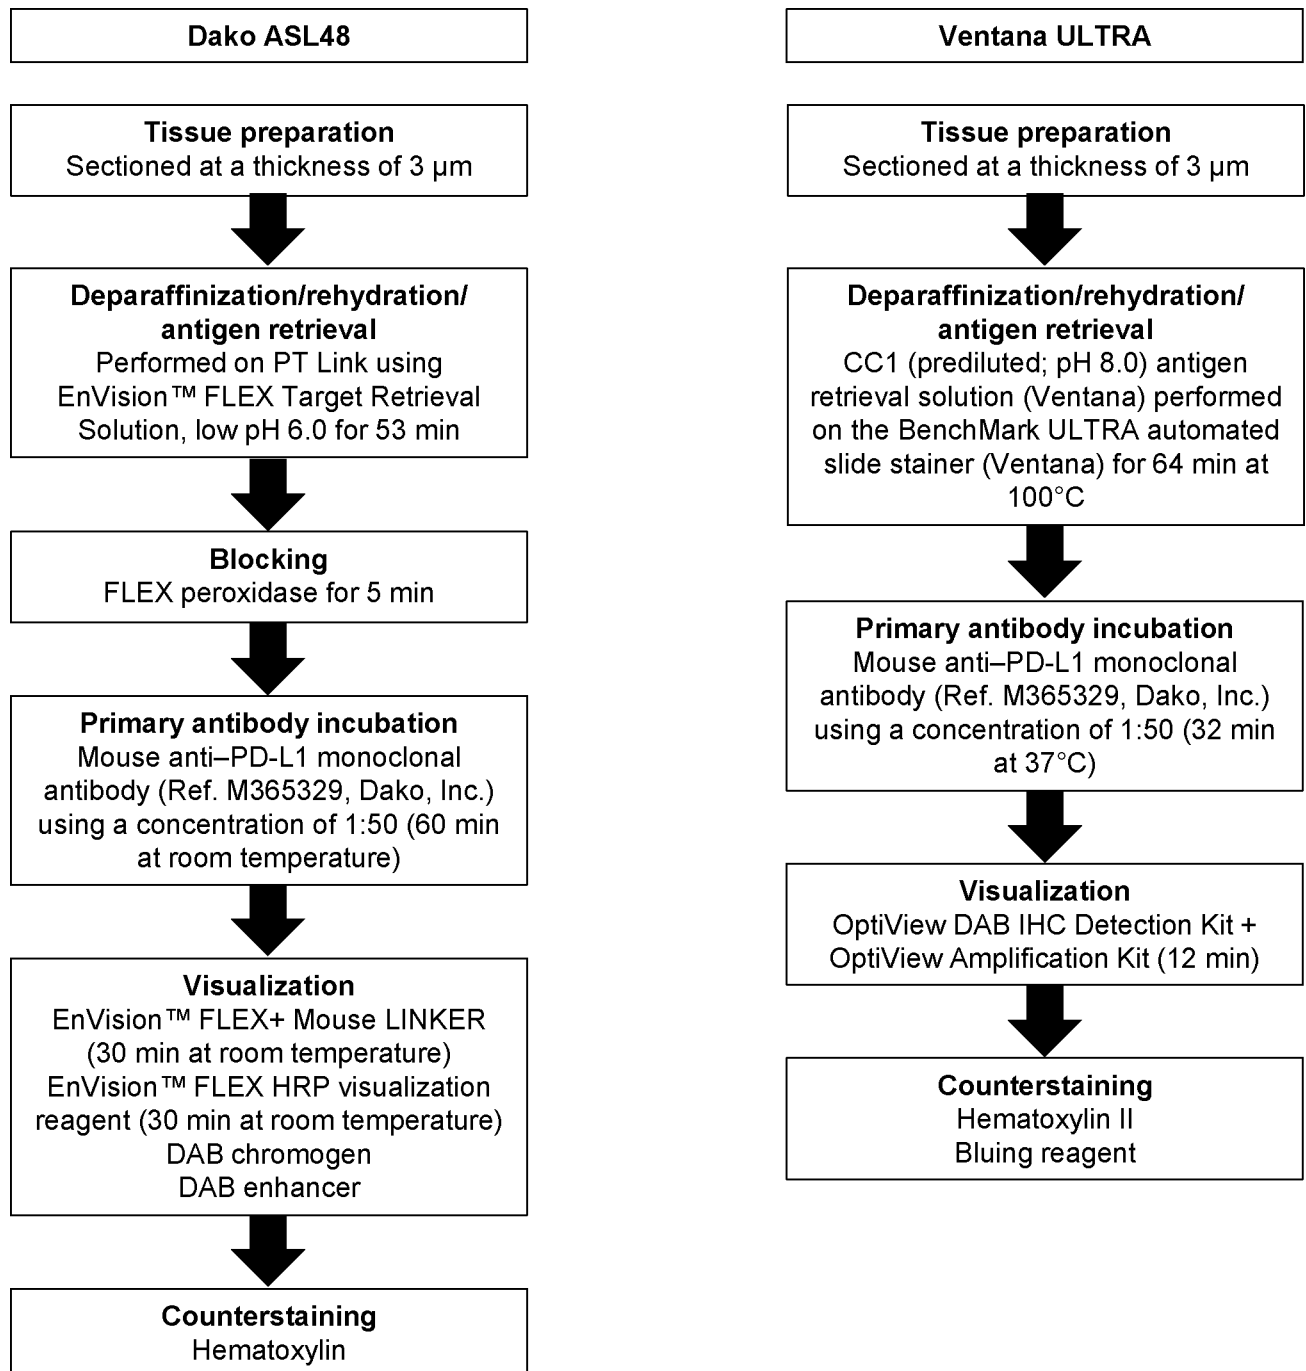 Dako ASL48
Tissue preparation
Sectioned at a thickness of 3 µm
Deparaffinization/rehydration/
antigen retrieval
Performed on PT Link using
EnVision™ FLEX Target Retrieval
Solution, low pH 6.0 for 53 min
Blocking
FLEX peroxidase for 5 min
Primary antibody incubation
Mouse anti–PD-L1 monoclonal
antibody (Ref. M365329, Dako, Inc.)
using a concentration of 1:50 (60 min
at room temperature)
Visualization
EnVision™ FLEX+ Mouse LINKER
(30 min at room temperature)
EnVision™ FLEX HRP visualization
reagent (30 min at room temperature)
DAB chromogen
DAB enhancer
Counterstaining
Hematoxylin
Ventana ULTRA
Tissue preparation
Sectioned at a thickness of 3 µm
Deparaffinization/rehydration/
antigen retrieval
CC1 (prediluted; pH 8.0) antigen
retrieval solution (Ventana) performed
on the BenchMark ULTRA automated
slide stainer (Ventana) for 64 min at
100°C
Primary antibody incubation
Mouse anti–PD-L1 monoclonal
antibody (Ref. M365329, Dako, Inc.)
using a concentration of 1:50 (32 min
at 37°C)
Visualization
OptiView DAB IHC Detection Kit +
OptiView Amplification Kit (12 min)
Counterstaining
Hematoxylin II
Bluing reagent